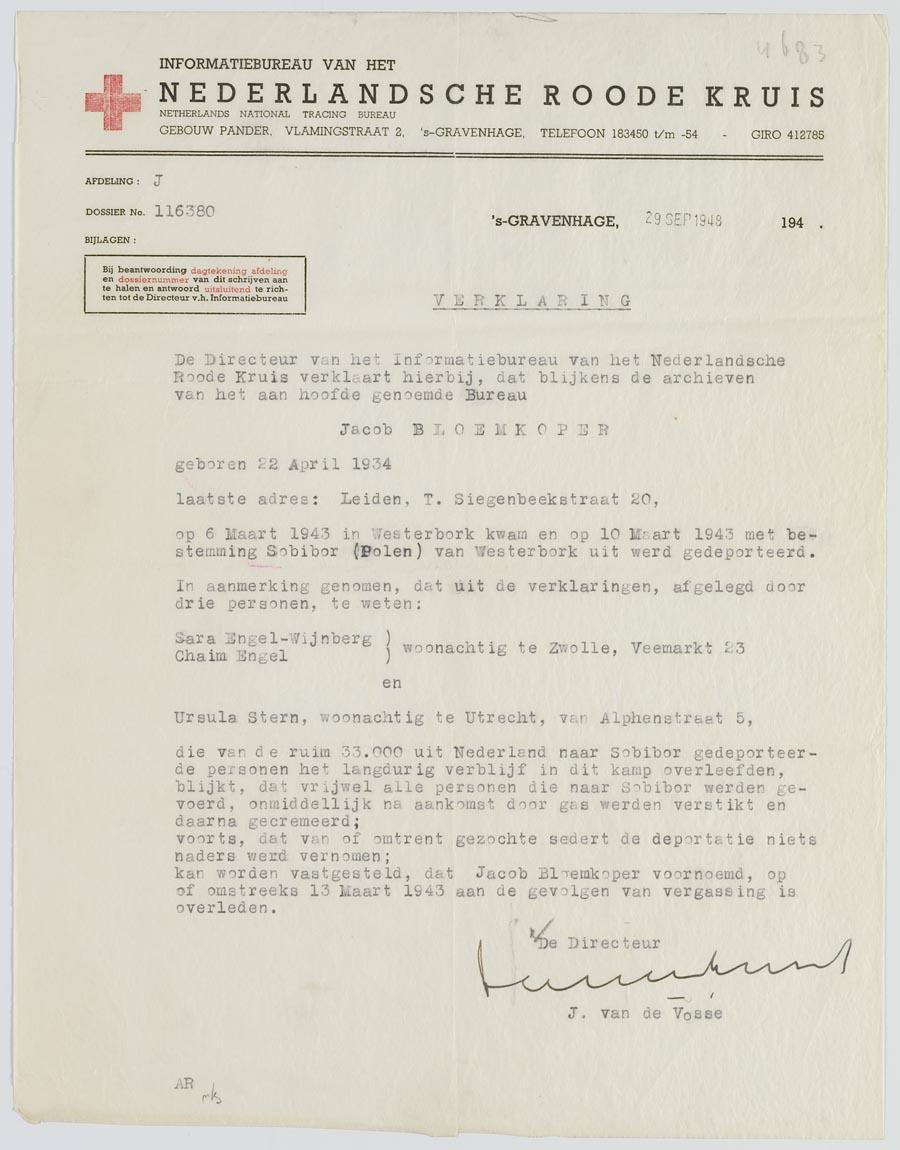 4683
INFORMATIEBUREAU VAN HET
NEDERLANDSCHE ROODE KRUIS
NETHERLANDS NATIONAL TRACING BUREAU
GEBOUW PANDER, VLAMINGSTRAAT 2, 's-GRAVENHAGE, TELEFOON 183450 t/m -54 - GIRO 412785
AFDELING : J
DOSSIER No. 116380
's-GRAVENHAGE, 29 SEP 1948 194 .
BIJLAGEN :
Bij beantwoording dagtekening afdeling
en dossiernummer van dit schrijven aan
te halen en antwoord uitsluitend te rich-
ten tot de Directeur v.h. Informatiebureau
VERKLARING
De Directeur van het Informatiebureau van het Nederlandsche
Roode Kruis verklaart hierbij, dat blijkens de archieven
van het aan hoofde genoemde Bureau
Jacob BLOEMKOPER
geboren 22 April 1934
laatste adres: Leiden, T. Siegenbeekstraat 20,
op 6 Maart 1943 in Westerbork kwam en op 10 Maart 1943 met be-
stemming Sobibor (Polen) van Westerbork uit werd gedeporteerd.
In aanmerking genomen, dat uit de verklaringen, afgelegd door
drie personen, te weten:
Sara Engel-Wijnberg )
Chaim Engel ) woonachtig te Zwolle, Veemarkt 23
en
Ursula Stern, woonachtig te Utrecht, van Alphenstraat 5,
die van de ruim 33.000 uit Nederland naar Sobibor gedeporteer-
de personen het langdurig verblijf in dit kamp overleefden,
blijkt, dat vrijwel alle personen die naar Sobibor werden ge-
voerd, onmiddellijk na aankomst door gas werden verstikt en
daarna gecremeerd;
voorts, dat van of omtrent gezochte sedert de deportatie niets
naders werd vernomen;
kan worden vastgesteld, dat Jacob Bloemkoper voornoemd, op
of omstreeks 13 Maart 1943 aan de gevolgen van vergassing is
overleden.
De Directeur
J. van de Vosse
AR